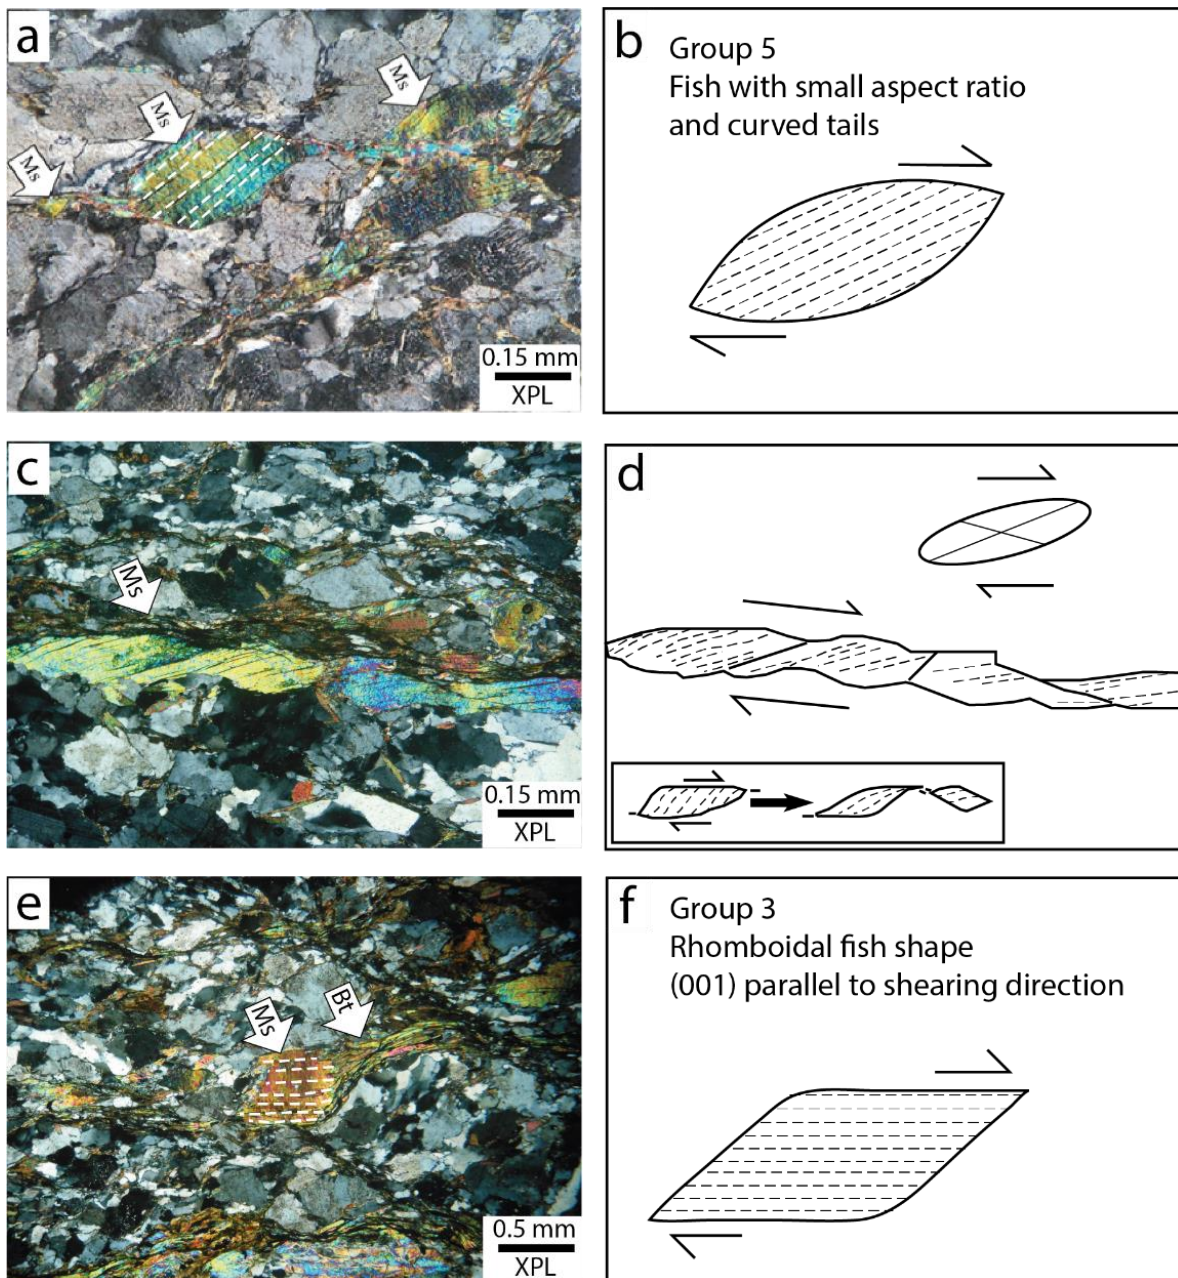 a
Ms
Ms
Ms
0.15 mm
XPL
b
Group 5
Fish with small aspect ratio
and curved tails
c
Ms
0.15 mm
XPL
d
e
Ms
Bt
0.5 mm
XPL
f
Group 3
Rhomboidal fish shape
(001) parallel to shearing direction